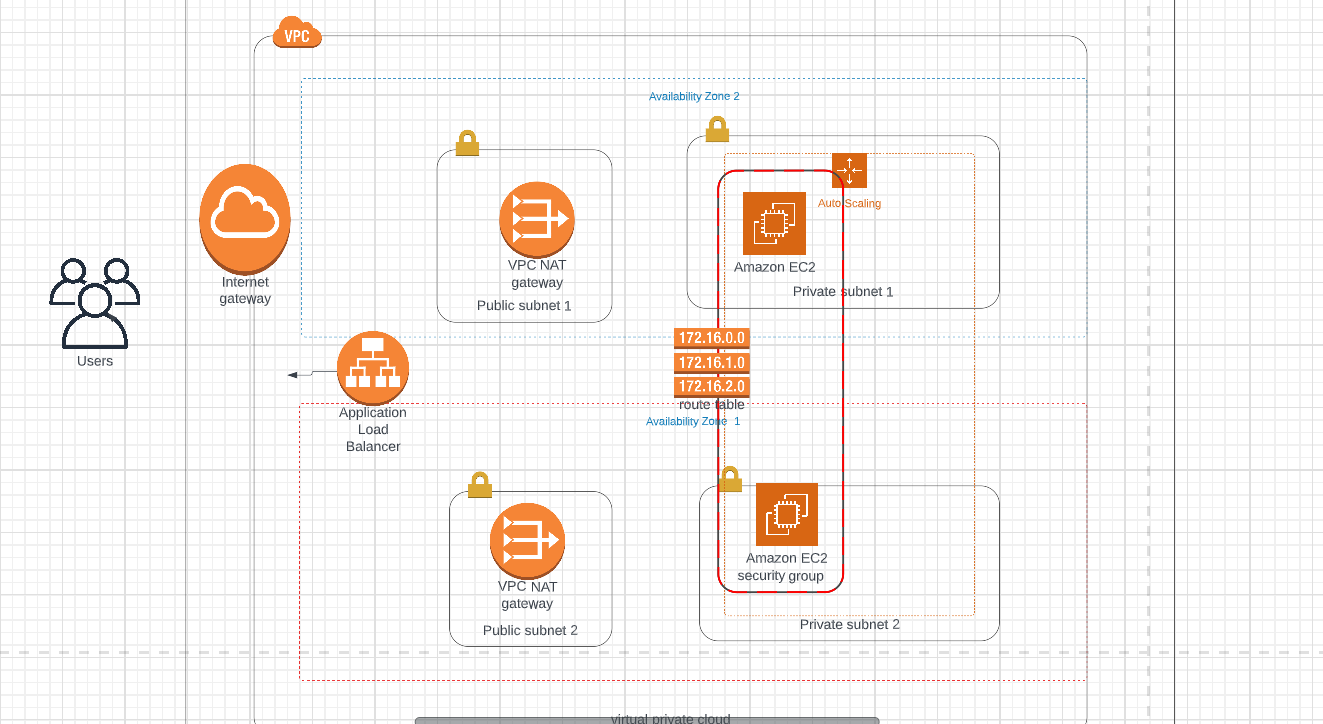 VPC
Availability Zone 2
Auto Scaling
Internet
gateway
VPC NAT
gateway
Public subnet 1
Amazon EC2
Private subnet 1
Users
172.16.0.0
172.16.1.0
172.16.2.0
route table
Application
Load
Balancer
Availability Zone 1
Amazon EC2
security group
VPC NAT
gateway
Public subnet 2
Private subnet 2
virtual private cloud